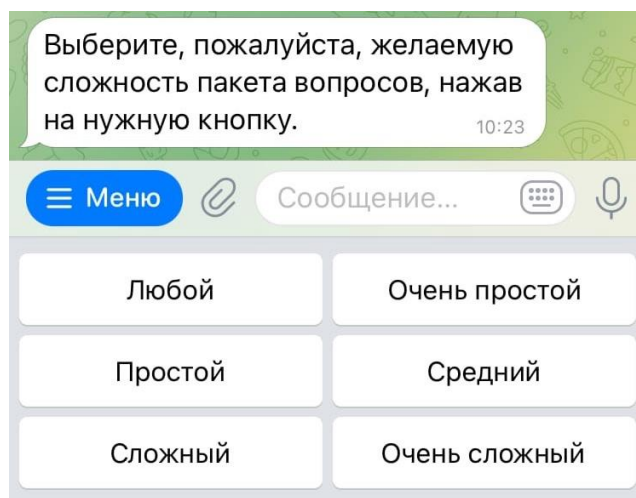 Выберите, пожалуйста, желаемую
сложность пакета вопросов, нажав
на нужную кнопку.
10:23
Меню
Сообщение...
Любой
Очень простой
Простой
Средний
Сложный
Очень сложный